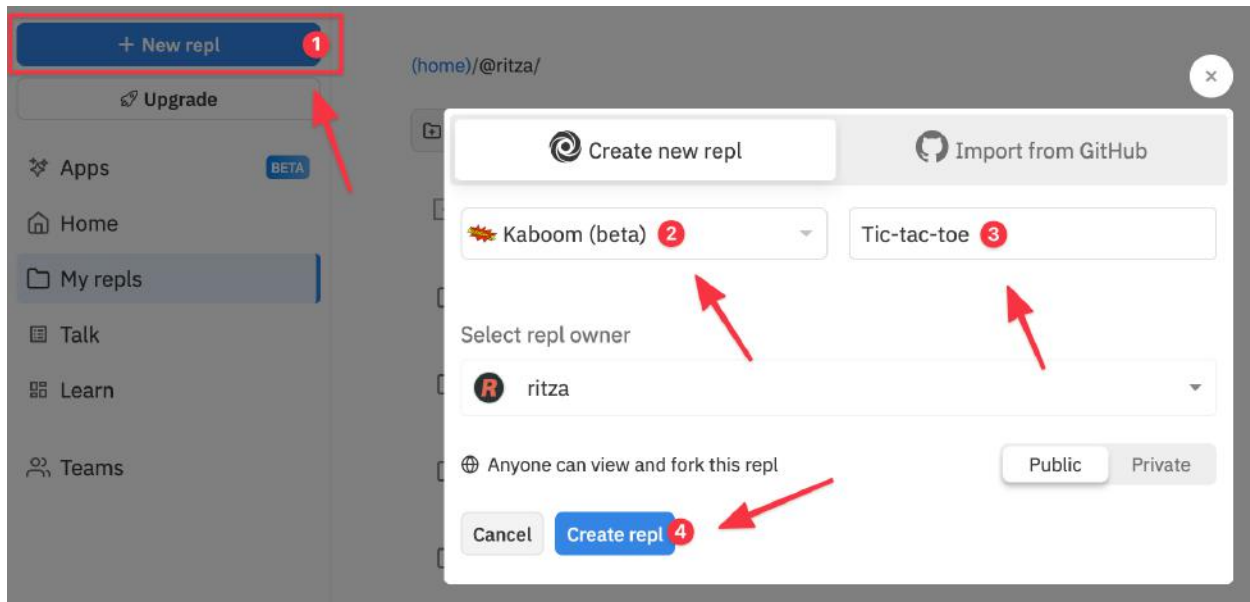 + New repl 1
Upgrade
Apps BETA
Home
My repls
Talk
Learn
Teams
(home)/@ritza/
×
Create new repl
Import from GitHub
Kaboom (beta) 2
Tic-tac-toe 3
Select repl owner
R ritza
Anyone can view and fork this repl
Public Private
Cancel Create repl 4